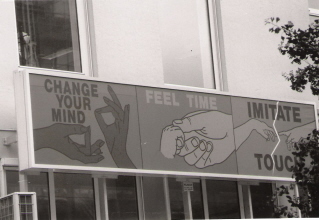 CHANGE
YOUR
MIND
FEEL TIME
IMITATE
TOUCH